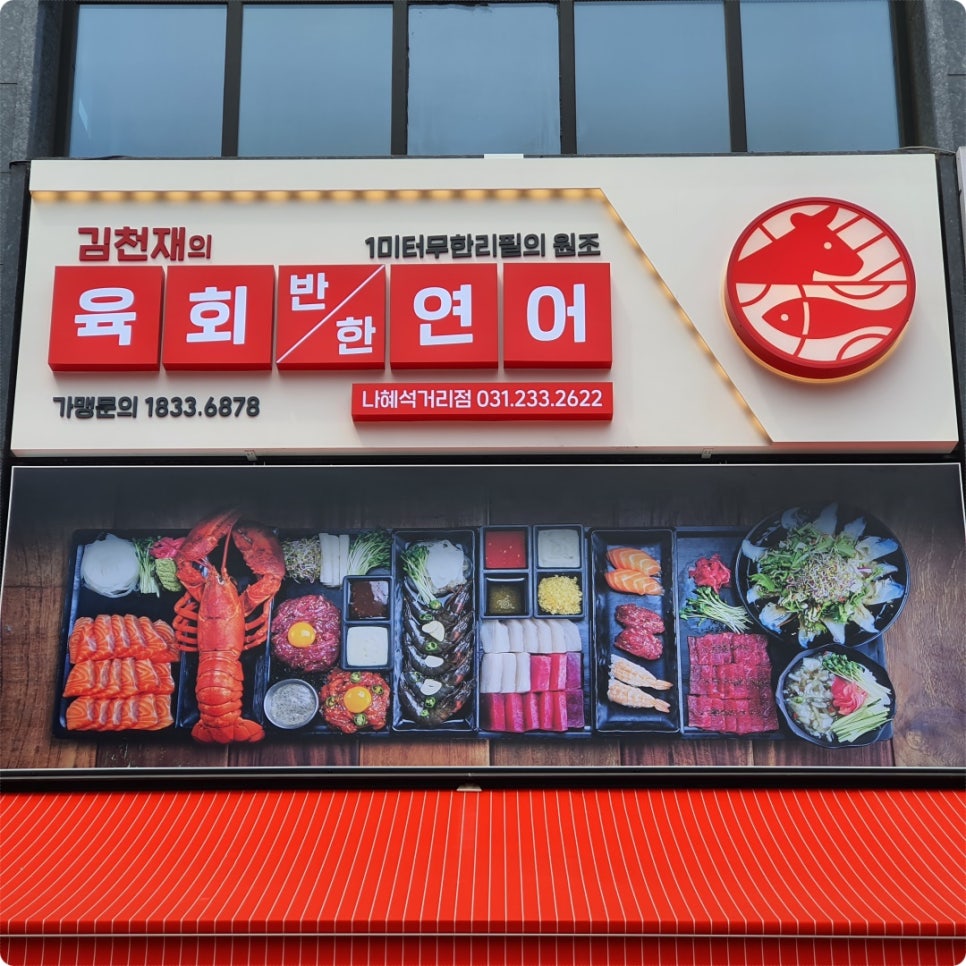 김천재의
1미터무한리필의 원조
육회반한연어
가맹문의 1833.6878
나혜석거리점 031.233.2622